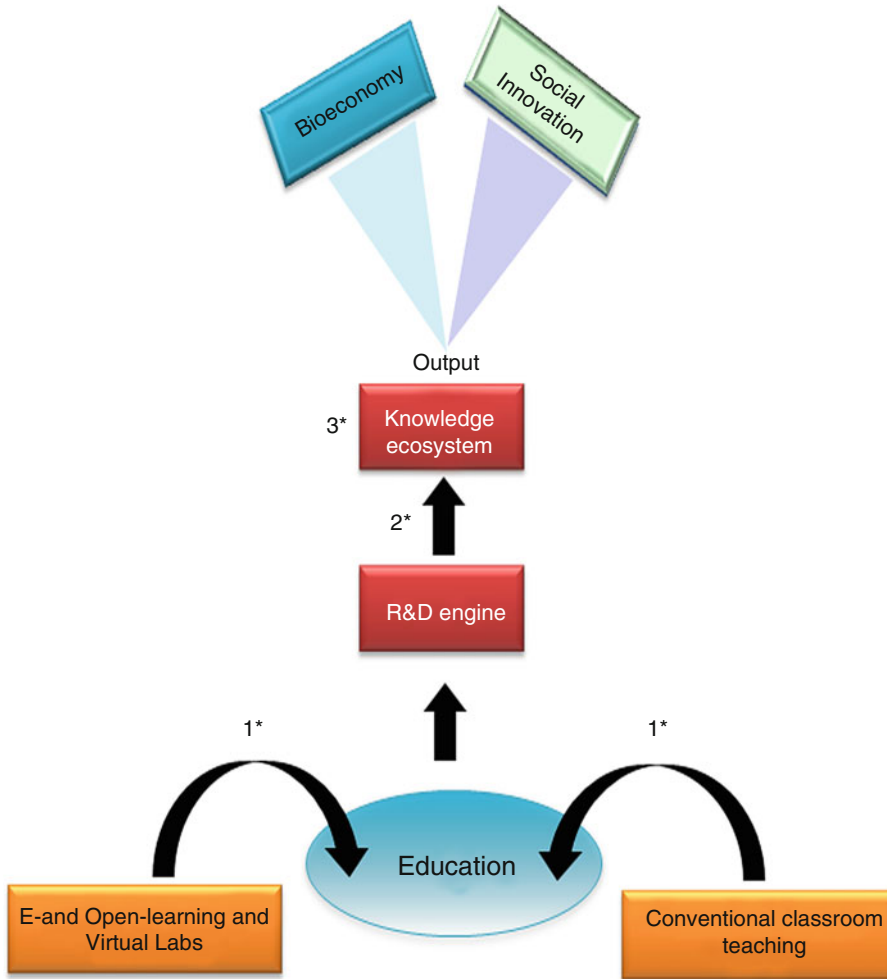 Bioeconomy
Social
Innovation
Output
3*
Knowledge
ecosystem
2*
R&D engine
1*
1*
Education
E-and Open-learning and
Virtual Labs
Conventional classroom
teaching